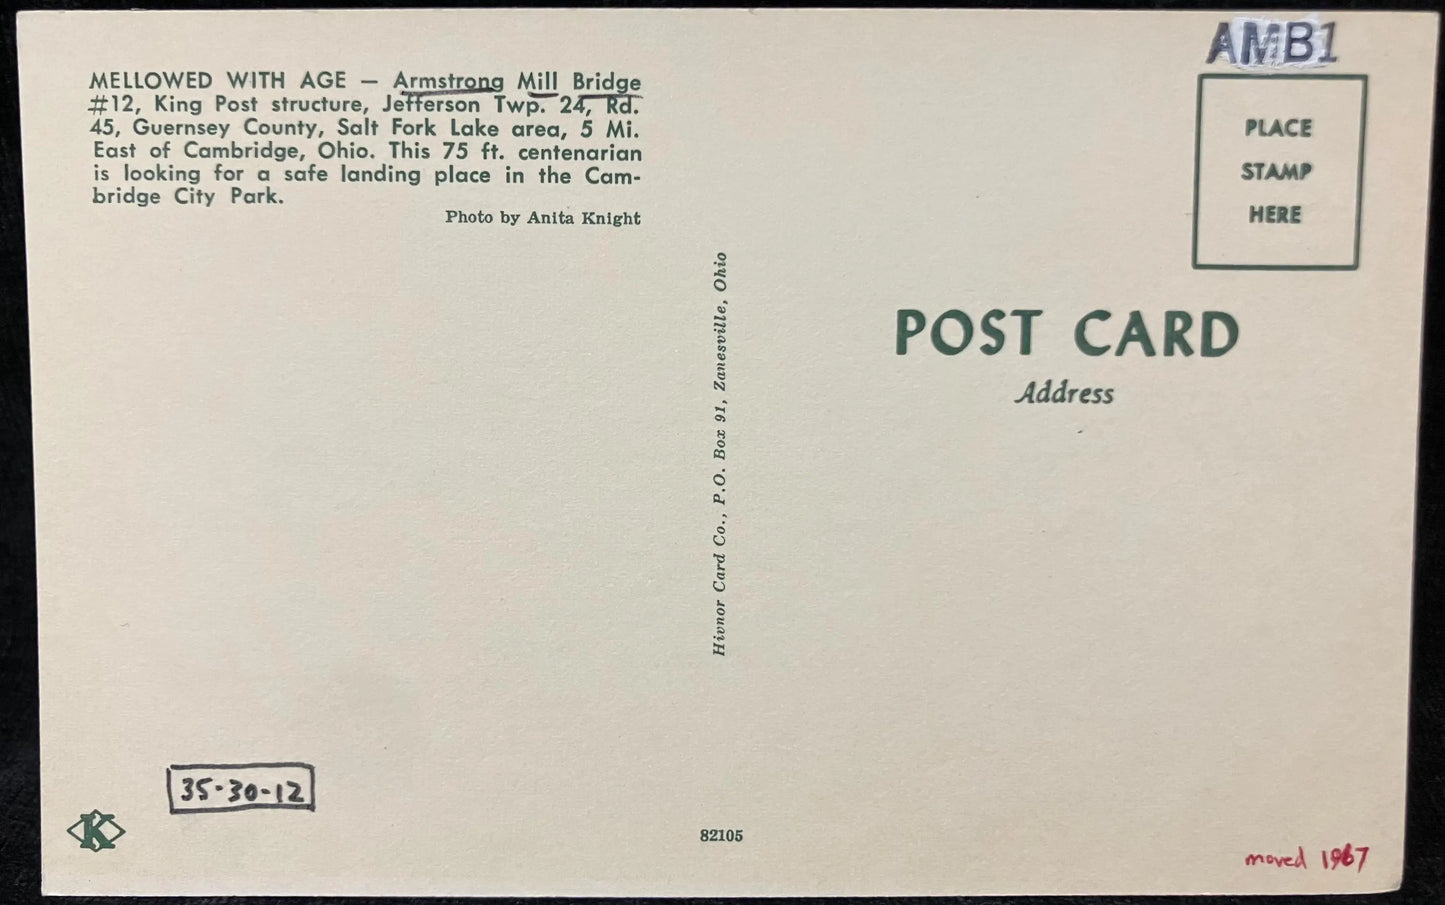 AMB1
MELLOWED WITH AGE — Armstrong Mill Bridge
#12, King Post structure, Jefferson Twp. 24, Rd.
45, Guernsey County, Salt Fork Lake area, 5 Mi.
East of Cambridge, Ohio. This 75 ft. centenarian
is looking for a safe landing place in the Cam-
bridge City Park.
Photo by Anita Knight
PLACE
STAMP
HERE
POST CARD
Address
Hivnor Card Co., P.O. Box 91, Zanesville, Ohio
35-30-12
K
82105
moved 1967